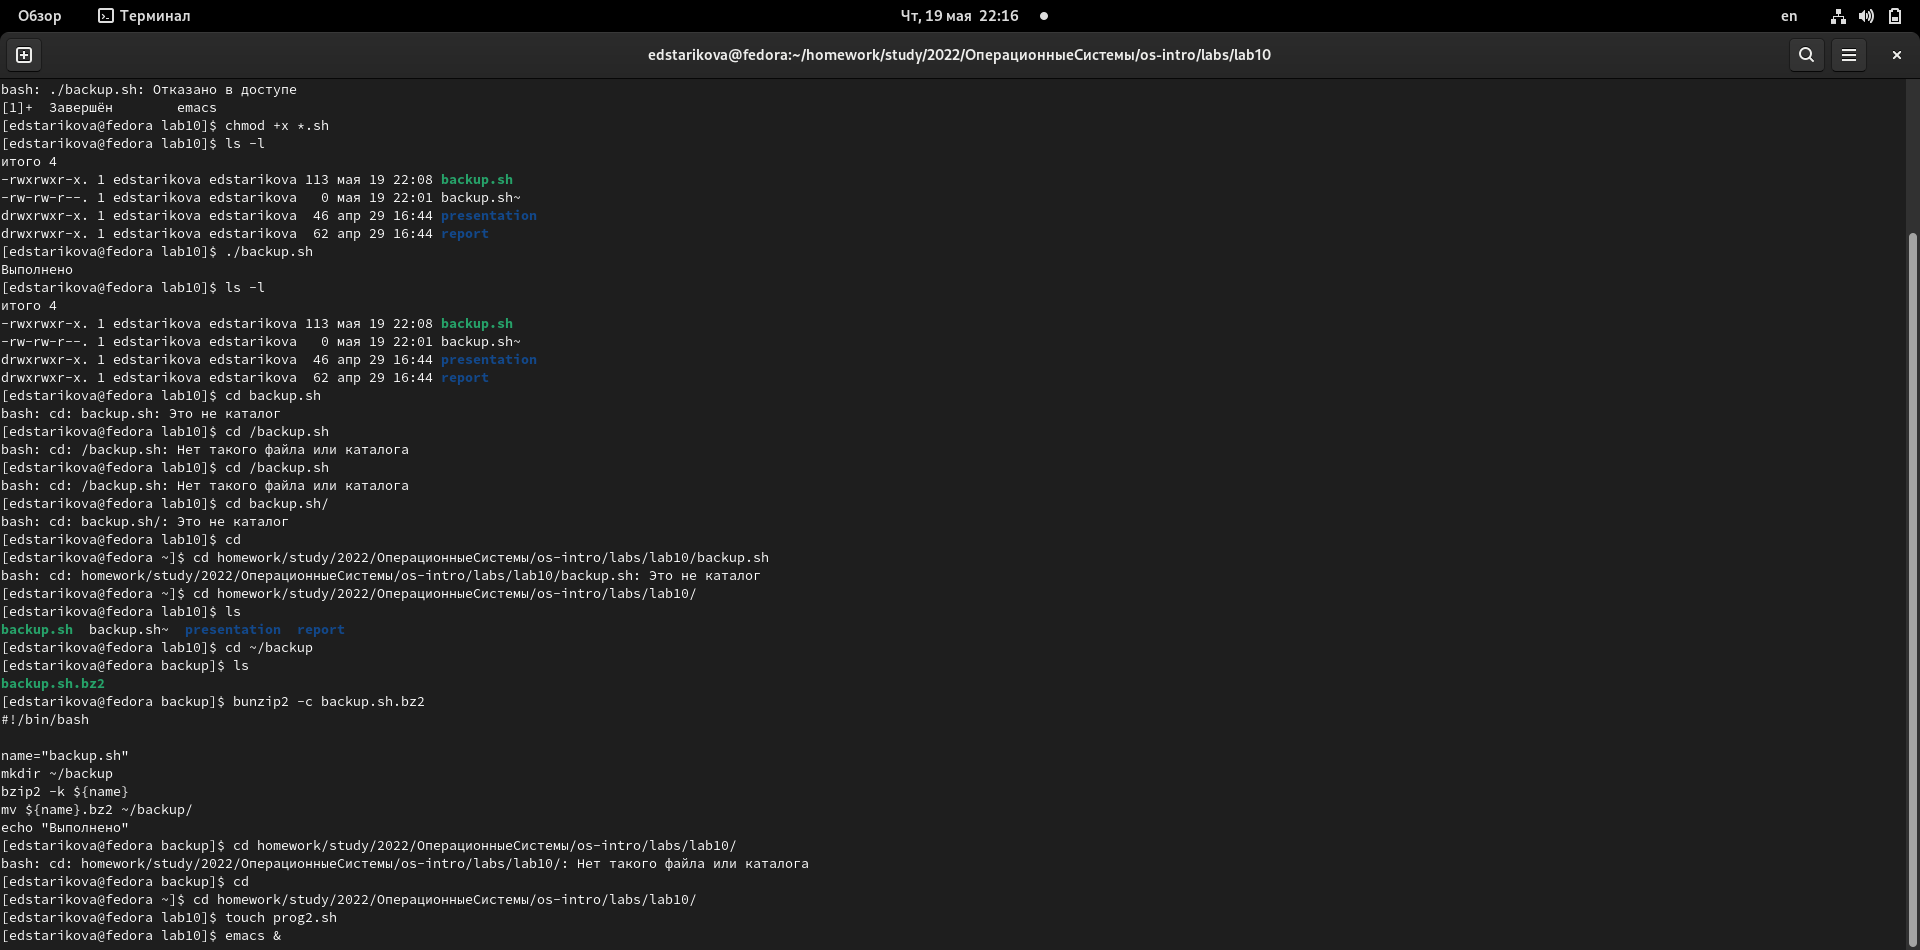 Обзор Терминал Чт, 19 мая 22:16 en
edstarikova@fedora:~/homework/study/2022/ОперационныеСистемы/os-intro/labs/lab10
bash: ./backup.sh: Отказано в доступе
[1]+  Завершён        emacs
[edstarikova@fedora lab10]$ chmod +x *.sh
[edstarikova@fedora lab10]$ ls -l
итого 4
-rwxrwxr-x. 1 edstarikova edstarikova 113 мая 19 22:08 backup.sh
-rw-rw-r--. 1 edstarikova edstarikova   0 мая 19 22:01 backup.sh~
drwxrwxr-x. 1 edstarikova edstarikova  46 апр 29 16:44 presentation
drwxrwxr-x. 1 edstarikova edstarikova  62 апр 29 16:44 report
[edstarikova@fedora lab10]$ ./backup.sh
Выполнено
[edstarikova@fedora lab10]$ ls -l
итого 4
-rwxrwxr-x. 1 edstarikova edstarikova 113 мая 19 22:08 backup.sh
-rw-rw-r--. 1 edstarikova edstarikova   0 мая 19 22:01 backup.sh~
drwxrwxr-x. 1 edstarikova edstarikova  46 апр 29 16:44 presentation
drwxrwxr-x. 1 edstarikova edstarikova  62 апр 29 16:44 report
[edstarikova@fedora lab10]$ cd backup.sh
bash: cd: backup.sh: Это не каталог
[edstarikova@fedora lab10]$ cd /backup.sh
bash: cd: /backup.sh: Нет такого файла или каталога
[edstarikova@fedora lab10]$ cd /backup.sh
bash: cd: /backup.sh: Нет такого файла или каталога
[edstarikova@fedora lab10]$ cd backup.sh/
bash: cd: backup.sh/: Это не каталог
[edstarikova@fedora lab10]$ cd
[edstarikova@fedora ~]$ cd homework/study/2022/ОперационныеСистемы/os-intro/labs/lab10/backup.sh
bash: cd: homework/study/2022/ОперационныеСистемы/os-intro/labs/lab10/backup.sh: Это не каталог
[edstarikova@fedora ~]$ cd homework/study/2022/ОперационныеСистемы/os-intro/labs/lab10/
[edstarikova@fedora lab10]$ ls
backup.sh  backup.sh~  presentation  report
[edstarikova@fedora lab10]$ cd ~/backup
[edstarikova@fedora backup]$ ls
backup.sh.bz2
[edstarikova@fedora backup]$ bunzip2 -c backup.sh.bz2
#!/bin/bash

name="backup.sh"
mkdir ~/backup
bzip2 -k ${name}
mv ${name}.bz2 ~/backup/
echo "Выполнено"
[edstarikova@fedora backup]$ cd homework/study/2022/ОперационныеСистемы/os-intro/labs/lab10/
bash: cd: homework/study/2022/ОперационныеСистемы/os-intro/labs/lab10/: Нет такого файла или каталога
[edstarikova@fedora backup]$ cd
[edstarikova@fedora ~]$ cd homework/study/2022/ОперационныеСистемы/os-intro/labs/lab10/
[edstarikova@fedora lab10]$ touch prog2.sh
[edstarikova@fedora lab10]$ emacs &